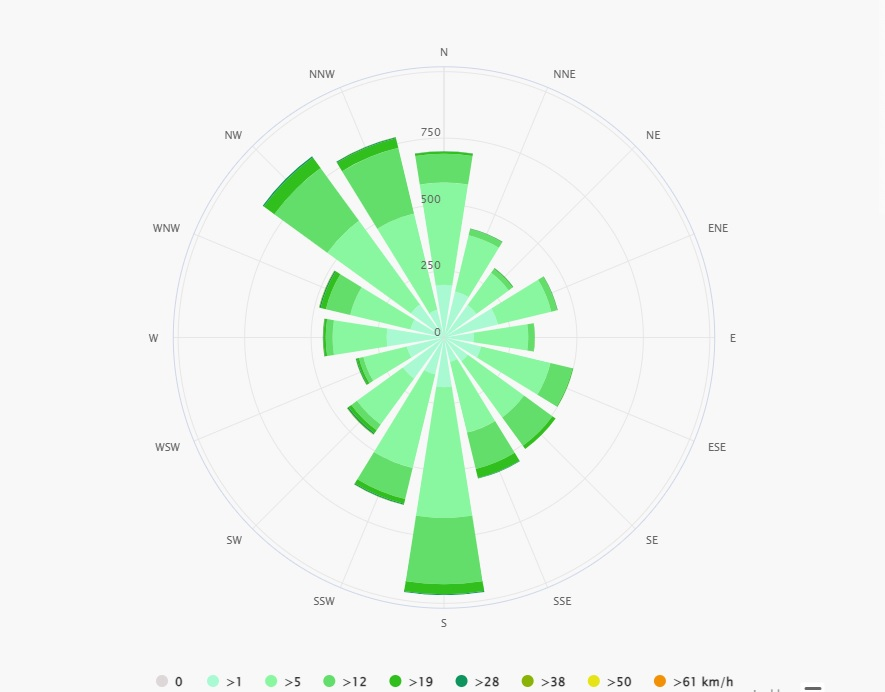 N
NNW NNE
NW 750 NE
500
WNW ENE
250
W 0 E
WSW ESE
SW SE
SSW SSE
S
0 >1 >5 >12 >19 >28 >38 >50 >61 km/h